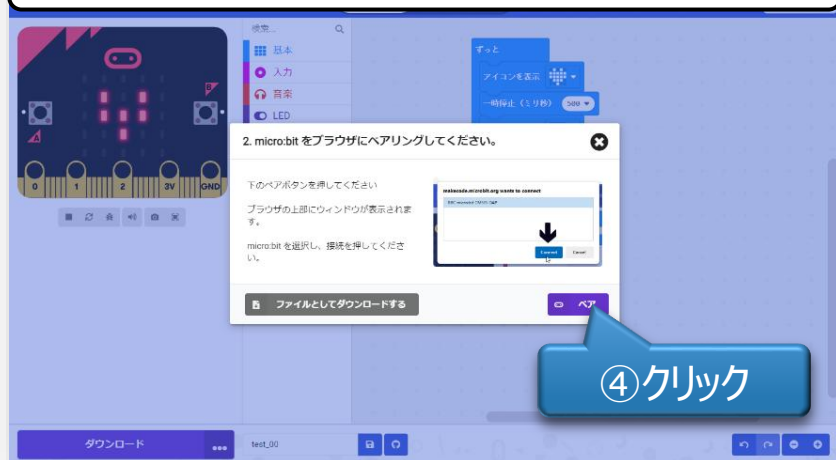 検索...
基本
入力
音楽
LED
ずっと
アイコンを表示
一時停止（ミリ秒） 500
A
B
0 1 2 3V GND
2. micro:bit をブラウザにペアリングしてください。
下のペアボタンを押してください
ブラウザの上部にウィンドウが表示されま
す。
micro:bit を選択し、接続を押してくださ
い。
makecode.microbit.org wants to connect
Connect Cancel
ファイルとしてダウンロードする
ペア
④クリック
ダウンロード
test_00